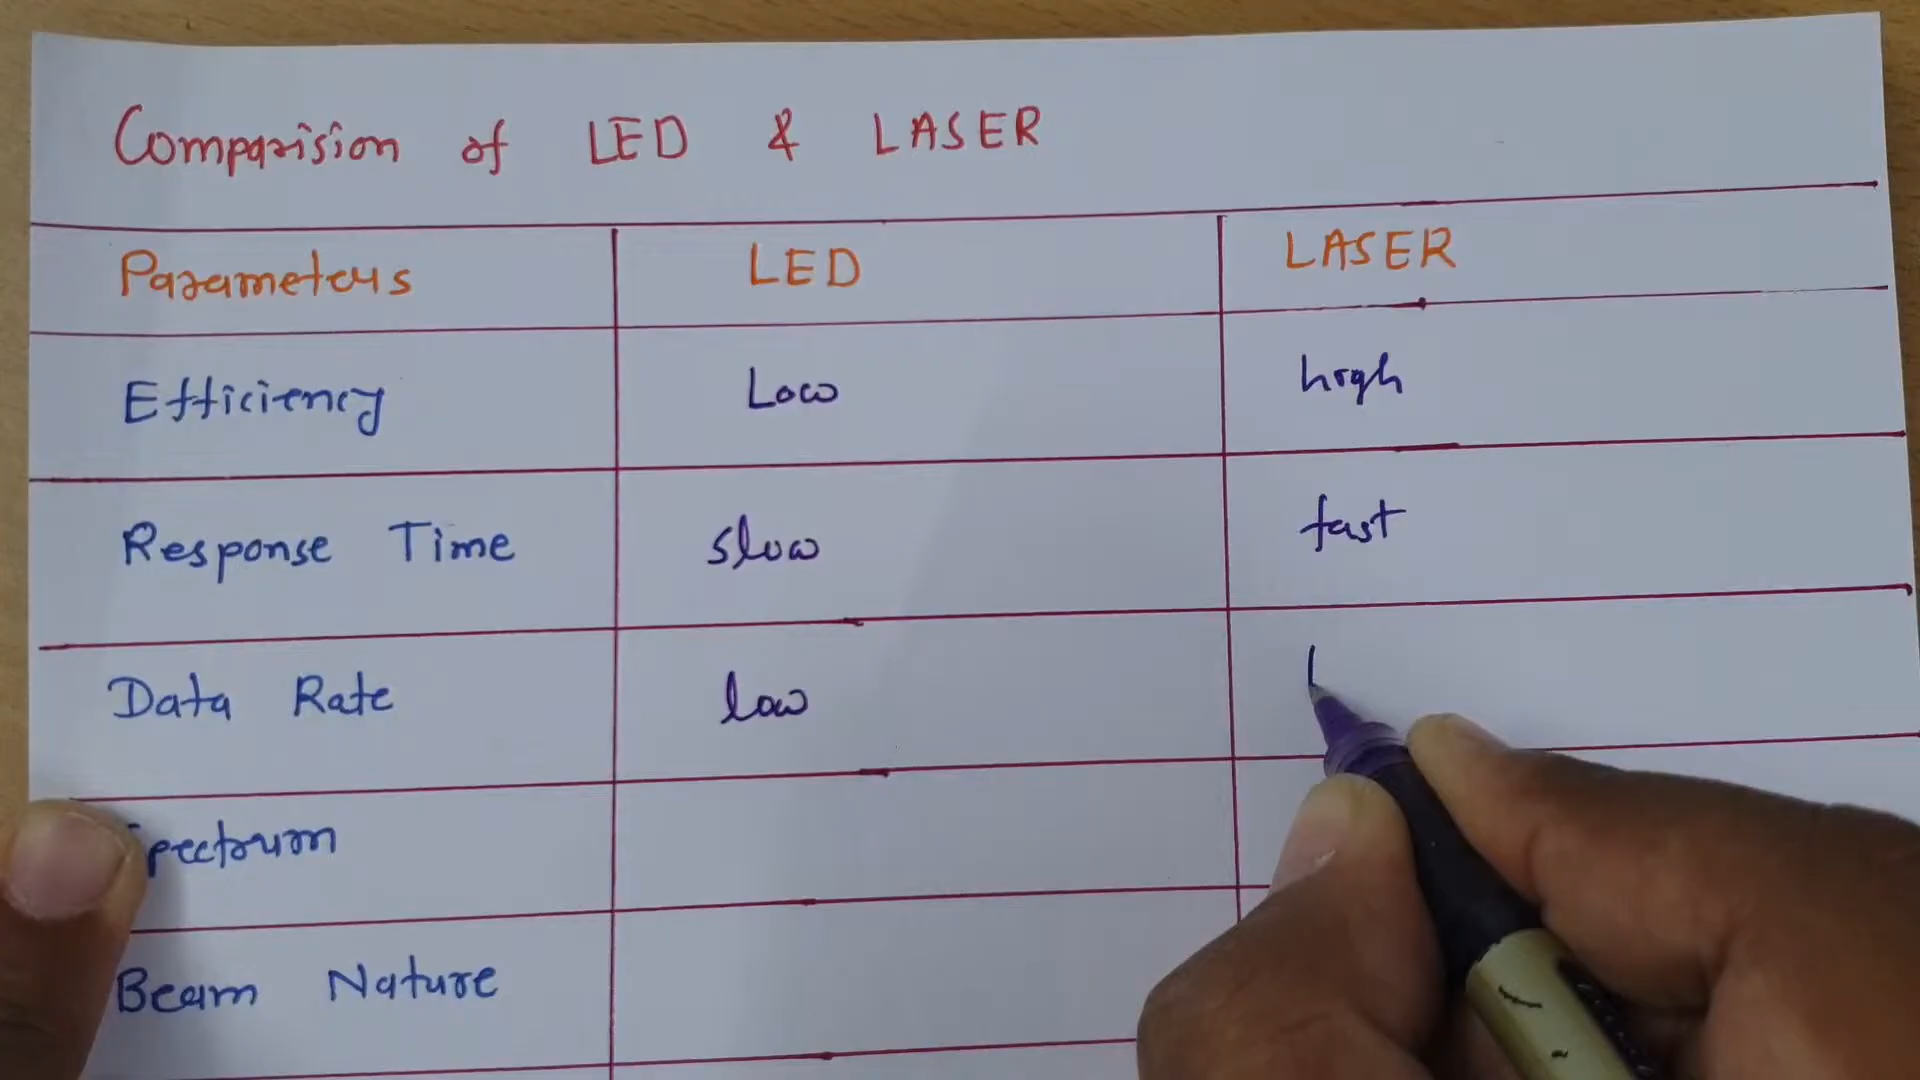 Comparision of LED & LASER
Parameters LED LASER
Efficiency Low high
Response Time slow fast
Data Rate low
Spectrum
Beam Nature